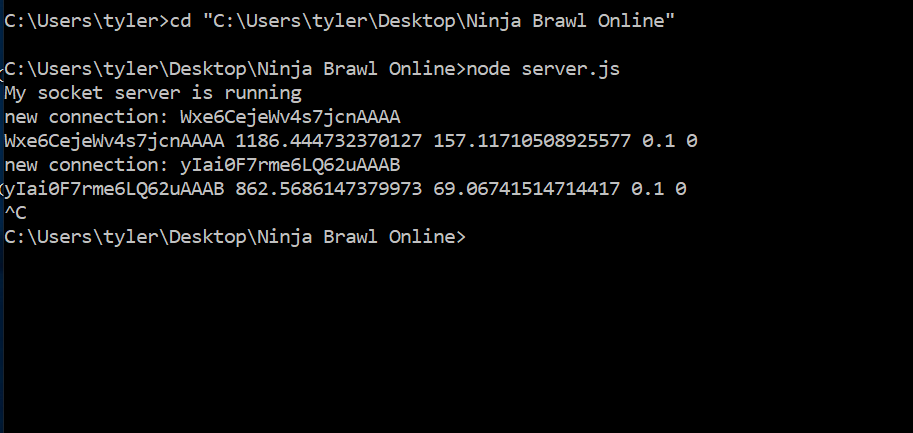 C:\Users\tyler>cd "C:\Users\tyler\Desktop\Ninja Brawl Online"
C:\Users\tyler\Desktop\Ninja Brawl Online>node server.js
My socket server is running
new connection: Wxe6CejeWv4s7jcnAAAA
Wxe6CejeWv4s7jcnAAAA 1186.444732370127 157.11710508925577 0.1 0
new connection: yIai0F7rme6LQ62uAAAB
yIai0F7rme6LQ62uAAAB 862.5686147379973 69.06741514714417 0.1 0
^C
C:\Users\tyler\Desktop\Ninja Brawl Online>